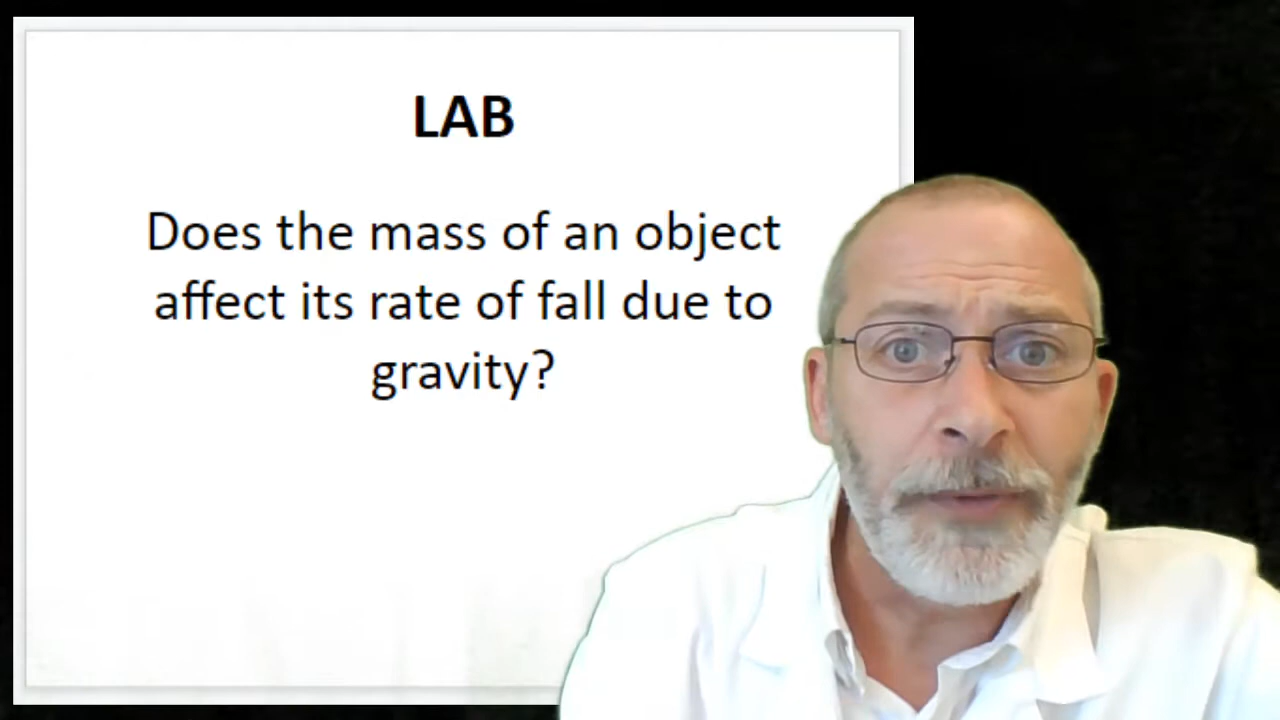 LAB
Does the mass of an object
affect its rate of fall due to
gravity?